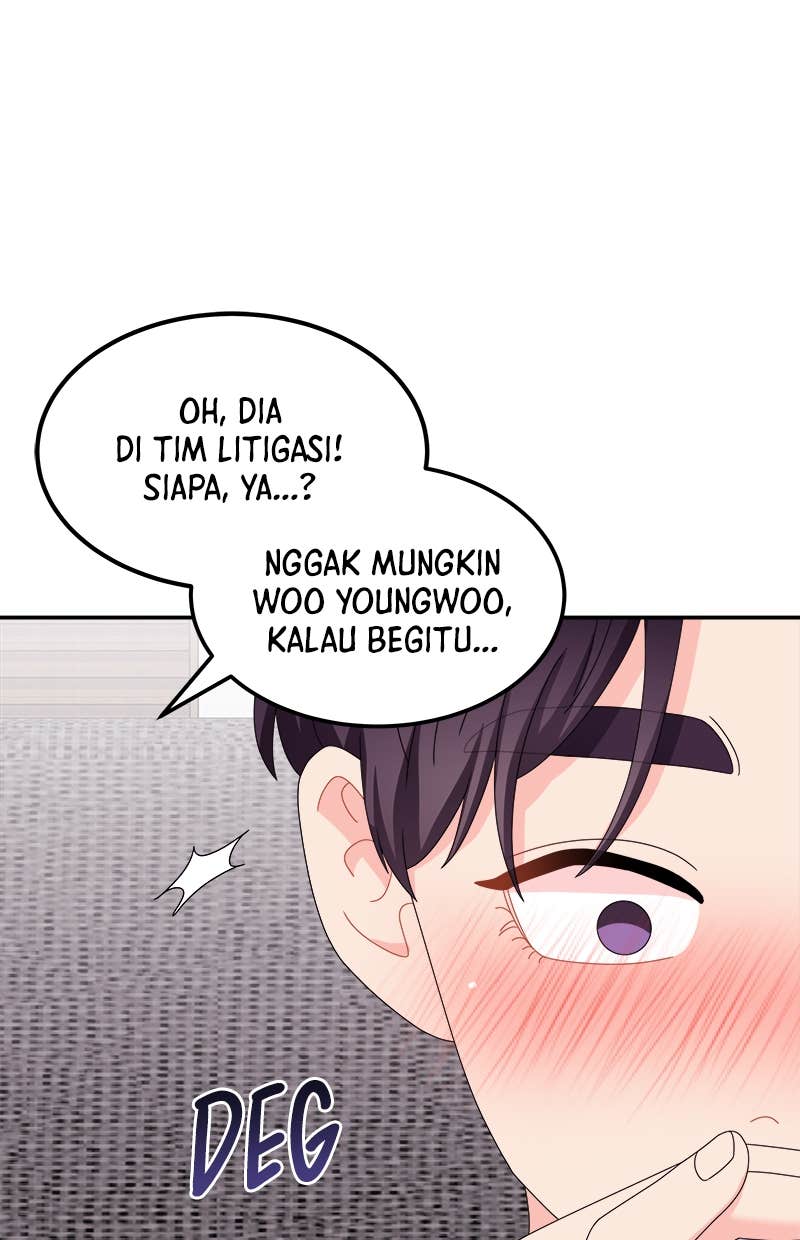 OH, DIA
DI TIM LITIGASI!
SIAPA, YA...?
NGGAK MUNGKIN
WOO YOUNGWOO,
KALAU BEGITU...
DEG